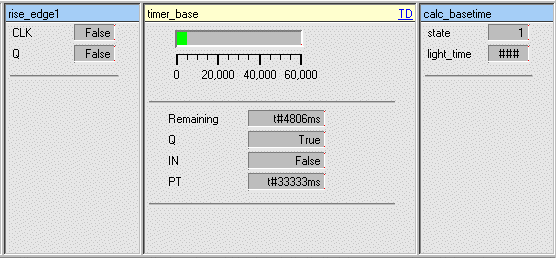 rise_edge1
CLK False
Q False
timer_base TD
0 20,000 40,000 60,000
Remaining t#4806ms
Q True
IN False
PT t#33333ms
calc_basetime
state 1
light_time ###